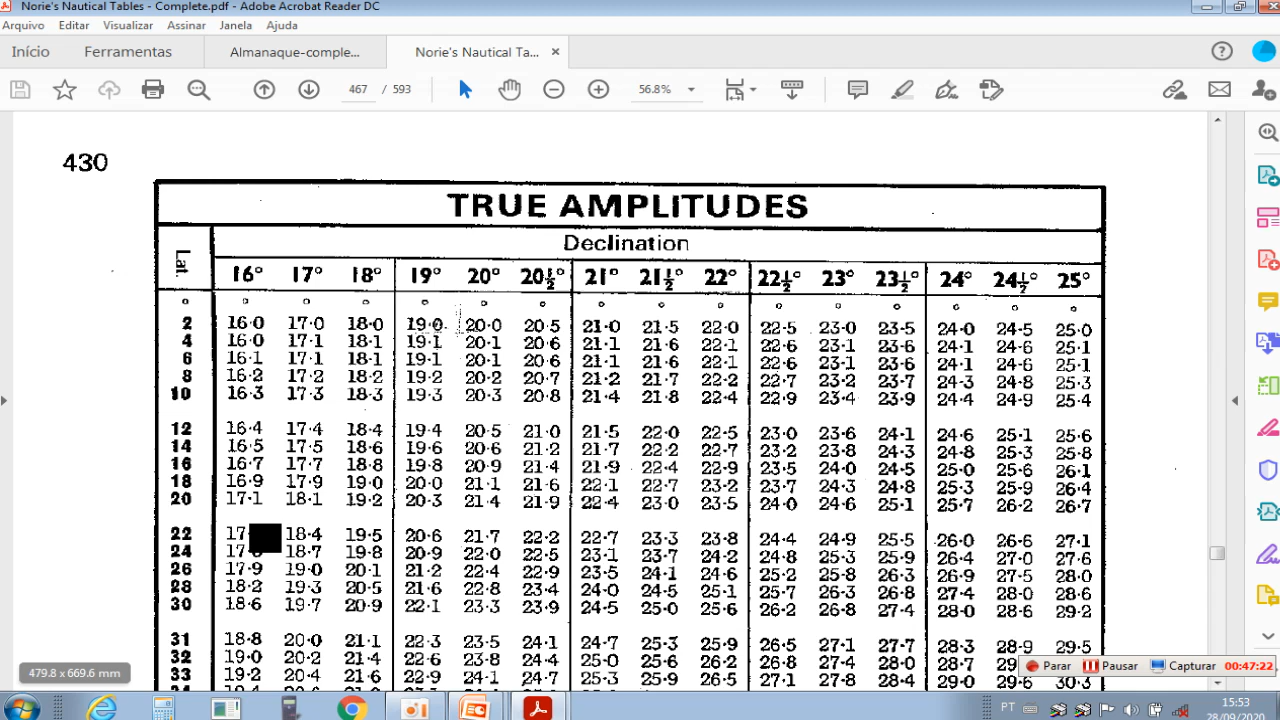 Norie's Nautical Tables - Complete.pdf - Adobe Acrobat Reader DC
Arquivo Editar Visualizar Assinar Janela Ajuda
Início Ferramentas Almanaque-comple... Norie's Nautical Ta... ×
467 / 593 56.8%
430
TRUE AMPLITUDES
Lat. Declination
16° 17° 18° 19° 20° 20½° 21° 21½° 22° 22½° 23° 23½° 24° 24½° 25°
° ° ° ° ° ° ° ° ° ° ° ° ° ° ° °
2 16·0 17·0 18·0 19·0 20·0 20·5 21·0 21·5 22·0 22·5 23·0 23·5 24·0 24·5 25·0
4 16·0 17·1 18·1 19·1 20·1 20·6 21·1 21·6 22·1 22·6 23·1 23·6 24·1 24·6 25·1
6 16·1 17·1 18·1 19·1 20·1 20·6 21·1 21·6 22·1 22·6 23·1 23·6 24·1 24·6 25·1
8 16·2 17·2 18·2 19·2 20·2 20·7 21·2 21·7 22·2 22·7 23·2 23·7 24·3 24·8 25·3
10 16·3 17·3 18·3 19·3 20·3 20·8 21·4 21·8 22·4 22·9 23·4 23·9 24·4 24·9 25·4
12 16·4 17·4 18·4 19·4 20·5 21·0 21·5 22·0 22·5 23·0 23·6 24·1 24·6 25·1 25·6
14 16·5 17·5 18·6 19·6 20·6 21·2 21·7 22·2 22·7 23·2 23·8 24·3 24·8 25·3 25·8
16 16·7 17·7 18·8 19·8 20·9 21·4 21·9 22·4 22·9 23·5 24·0 24·5 25·0 25·6 26·1
18 16·9 17·9 19·0 20·0 21·1 21·6 22·1 22·7 23·2 23·7 24·3 24·8 25·3 25·9 26·4
20 17·1 18·1 19·2 20·3 21·4 21·9 22·4 23·0 23·5 24·0 24·6 25·1 25·7 26·2 26·7
22 17· 18·4 19·5 20·6 21·7 22·2 22·7 23·3 23·8 24·4 24·9 25·5 26·0 26·6 27·1
24 17· 18·7 19·8 20·9 22·0 22·5 23·1 23·7 24·2 24·8 25·3 25·9 26·4 27·0 27·6
26 17·9 19·0 20·1 21·2 22·4 22·9 23·5 24·1 24·6 25·2 25·8 26·3 26·9 27·5 28·0
28 18·2 19·3 20·5 21·6 22·8 23·4 24·0 24·5 25·1 25·7 26·3 26·8 27·4 28·0 28·6
30 18·6 19·7 20·9 22·1 23·3 23·9 24·5 25·0 25·6 26·2 26·8 27·4 28·0 28·6 29·2
31 18·8 20·0 21·1 22·3 23·5 24·1 24·7 25·3 25·9 26·5 27·1 27·7 28·3 28·9 29·5
32 19·0 20·2 21·4 22·6 23·8 24·4 25·0 25·6 26·2 26·8 27·4 28·0 28·7
33 19·2 20·4 21·6 22·9 24·1 24·7 25·3 25·9 26·5 27·1 27·8 28·4 29·0 29·6 30·3
479.8 x 669.6 mm
Parar Pausar Capturar 00:47:22
PT 15:53
28/09/2020